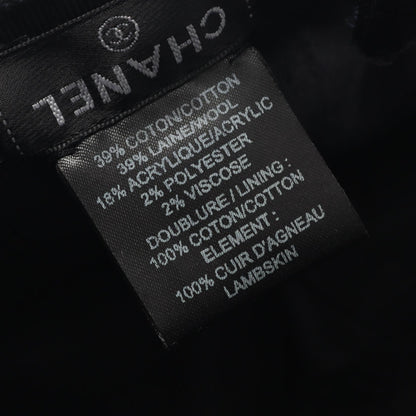 CHANEL
39% COTON/COTTON
39% LAINE/WOOL
18% ACRYLIQUE/ACRYLIC
2% POLYESTER
2% VISCOSE
DOUBLURE / LINING :
100% COTON/COTTON
ELEMENT :
100% CUIR D'AGNEAU
LAMBSKIN